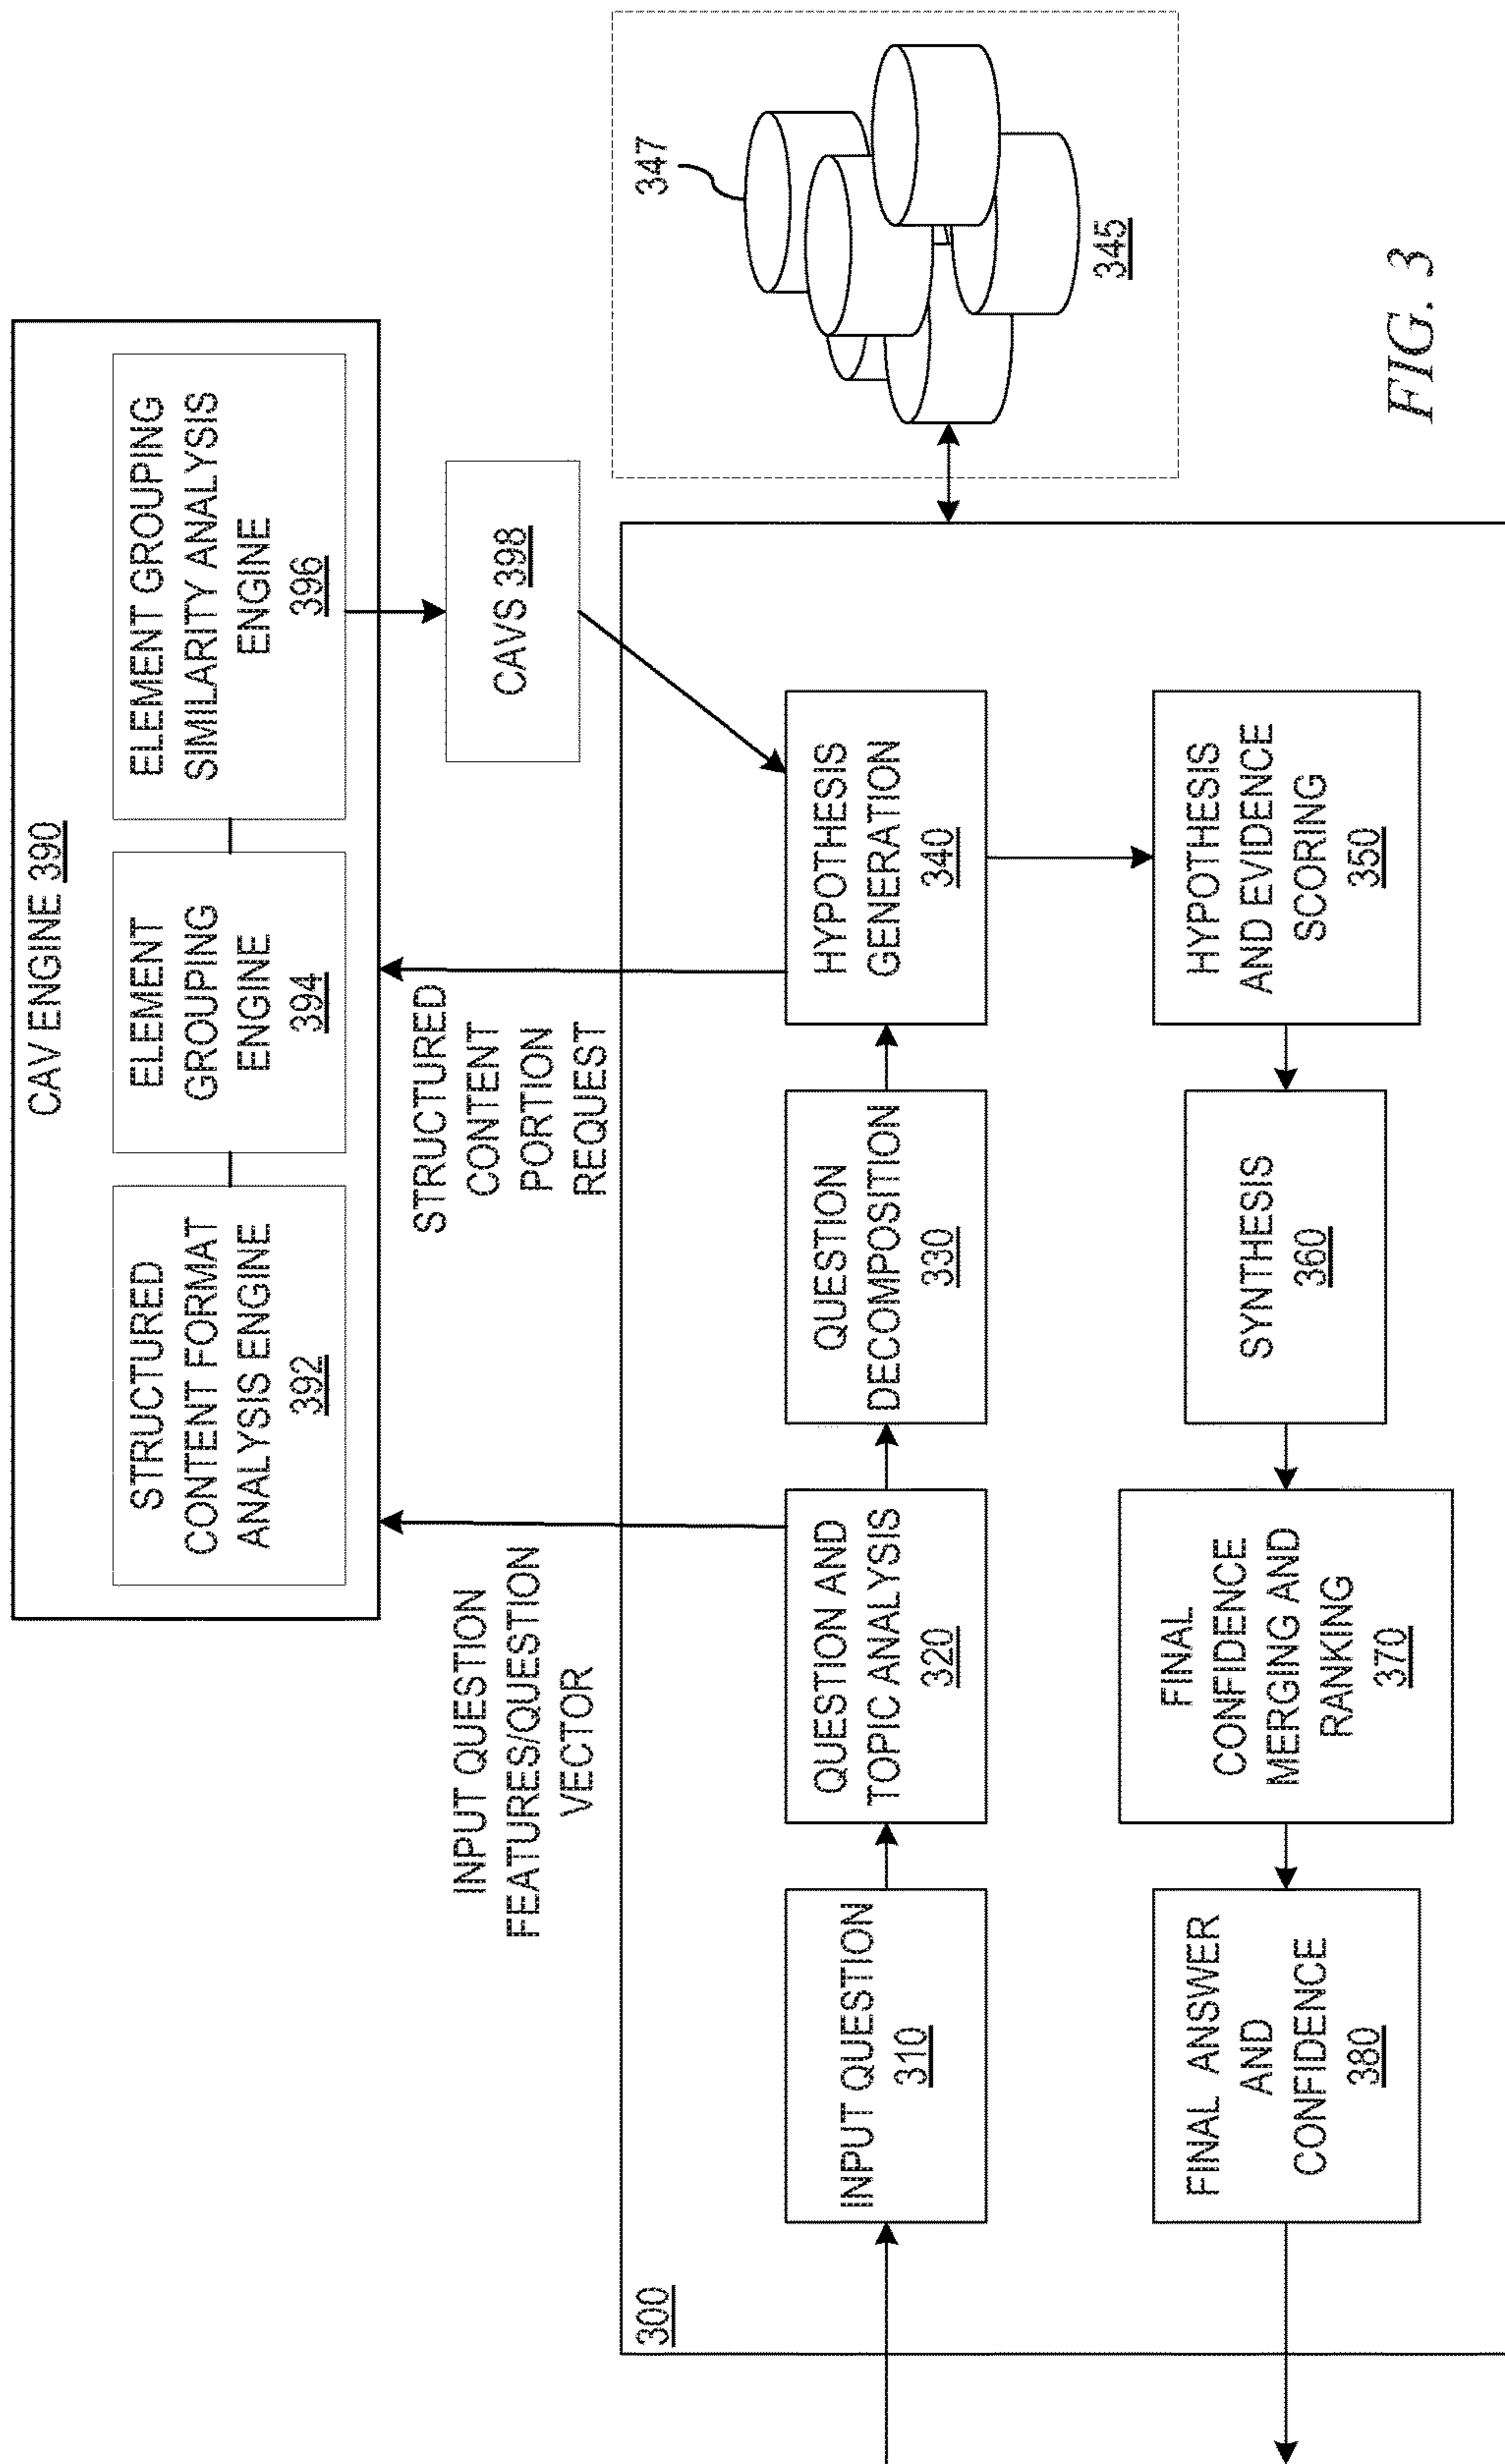 CAV ENGINE 390
STRUCTURED
CONTENT FORMAT
ANALYSIS ENGINE
392
ELEMENT
GROUPING
ENGINE
394
ELEMENT GROUPING
SIMILARITY ANALYSIS
ENGINE
396
INPUT QUESTION
FEATURES/QUESTION
VECTOR
STRUCTURED
CONTENT
PORTION
REQUEST
CAVS 398
347
345
300
INPUT QUESTION
310
QUESTION AND
TOPIC ANALYSIS
320
QUESTION
DECOMPOSITION
330
HYPOTHESIS
GENERATION
340
FINAL ANSWER
AND
CONFIDENCE
380
FINAL
CONFIDENCE
MERGING AND
RANKING
370
SYNTHESIS
360
HYPOTHESIS
AND EVIDENCE
SCORING
350
FIG. 3